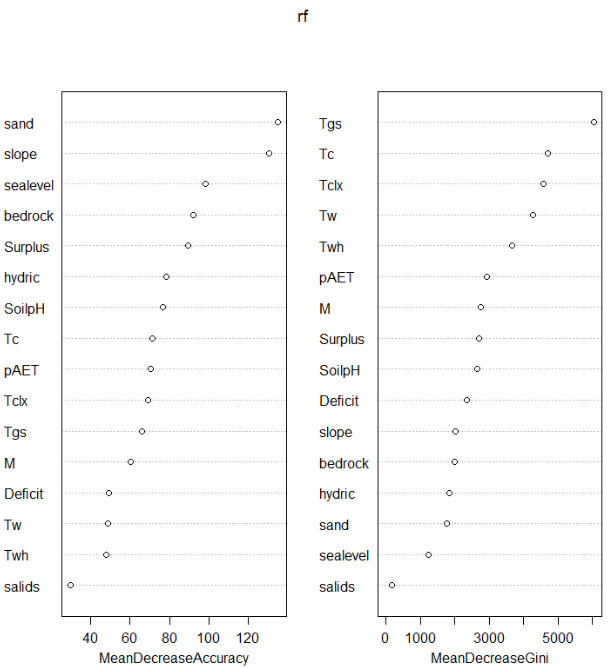 rf
sand
slope
sealevel
bedrock
Surplus
hydric
SoilpH
Tc
pAET
Tclx
Tgs
M
Deficit
Tw
Twh
salids
40 60 80 100 120
MeanDecreaseAccuracy
Tgs
Tc
Tclx
Tw
Twh
pAET
M
Surplus
SoilpH
Deficit
slope
bedrock
hydric
sand
sealevel
salids
0 1000 3000 5000
MeanDecreaseGini